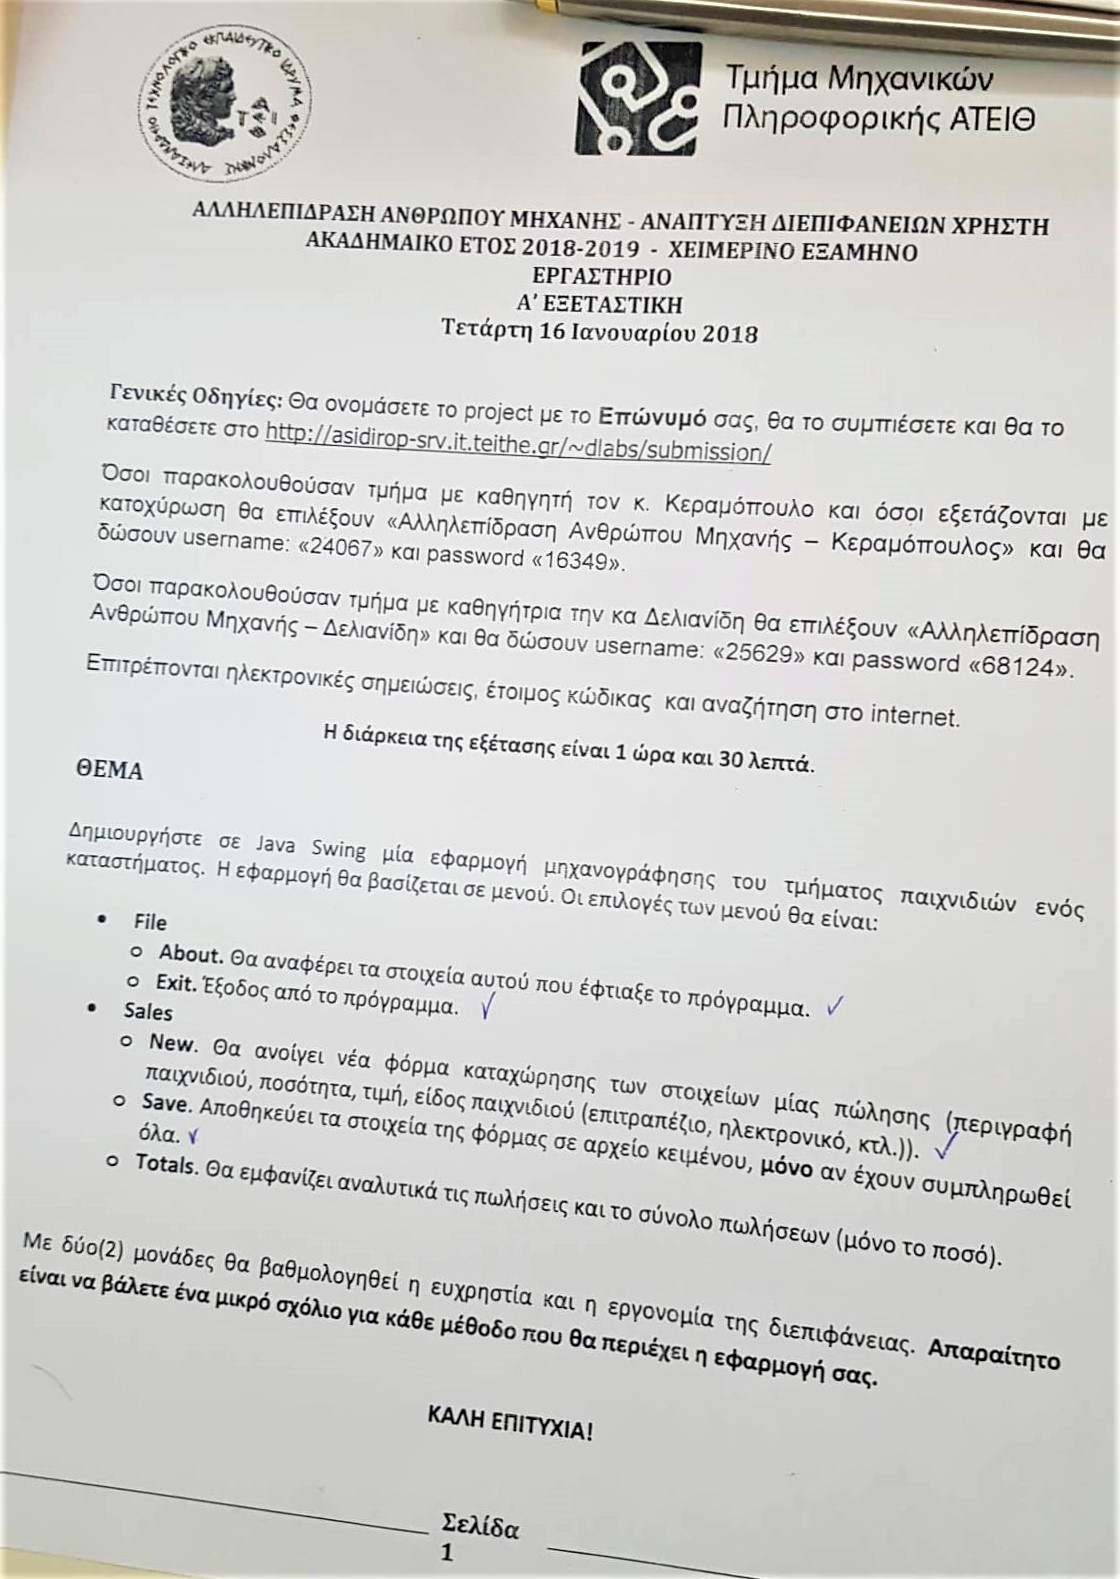 ΑΛΕΞΑΝΔΡΕΙΟ ΤΕΧΝΟΛΟΓΙΚΟ ΕΚΠΑΙΔΕΥΤΙΚΟ ΙΔΡΥΜΑ ΘΕΣΣΑΛΟΝΙΚΗΣ
Τμήμα Μηχανικών
Πληροφορικής ΑΤΕΙΘ
ΑΛΛΗΛΕΠΙΔΡΑΣΗ ΑΝΘΡΩΠΟΥ ΜΗΧΑΝΗΣ - ΑΝΑΠΤΥΞΗ ΔΙΕΠΙΦΑΝΕΙΩΝ ΧΡΗΣΤΗ
ΑΚΑΔΗΜΑΙΚΟ ΕΤΟΣ 2018-2019 - ΧΕΙΜΕΡΙΝΟ ΕΞΑΜΗΝΟ
ΕΡΓΑΣΤΗΡΙΟ
Α' ΕΞΕΤΑΣΤΙΚΗ
Τετάρτη 16 Ιανουαρίου 2018
Γενικές Οδηγίες: Θα ονομάσετε το project με το Επώνυμό σας, θα το συμπιέσετε και θα το
καταθέσετε στο http://asidirop-srv.it.teithe.gr/~dlabs/submission/
Όσοι παρακολουθούσαν τμήμα με καθηγητή τον κ. Κεραμόπουλο και όσοι εξετάζονται με
κατοχύρωση θα επιλέξουν «Αλληλεπίδραση Ανθρώπου Μηχανής – Κεραμόπουλος» και θα
δώσουν username: «24067» και password «16349».
Όσοι παρακολουθούσαν τμήμα με καθηγήτρια την κα Δελιανίδη θα επιλέξουν «Αλληλεπίδραση
Ανθρώπου Μηχανής – Δελιανίδη» και θα δώσουν username: «25629» και password «68124».
Επιτρέπονται ηλεκτρονικές σημειώσεις, έτοιμος κώδικας και αναζήτηση στο internet.
Η διάρκεια της εξέτασης είναι 1 ώρα και 30 λεπτά.
ΘΕΜΑ
Δημιουργήστε σε Java Swing μία εφαρμογή μηχανογράφησης του τμήματος παιχνιδιών ενός
καταστήματος. Η εφαρμογή θα βασίζεται σε μενού. Οι επιλογές των μενού θα είναι:
• File
o About. Θα αναφέρει τα στοιχεία αυτού που έφτιαξε το πρόγραμμα. ✓
o Exit. Έξοδος από το πρόγραμμα. ✓
• Sales
o New. Θα ανοίγει νέα φόρμα καταχώρησης των στοιχείων μίας πώλησης (περιγραφή
παιχνιδιού, ποσότητα, τιμή, είδος παιχνιδιού (επιτραπέζιο, ηλεκτρονικό, κτλ.)). ✓
o Save. Αποθηκεύει τα στοιχεία της φόρμας σε αρχείο κειμένου, μόνο αν έχουν συμπληρωθεί
όλα. ✓
o Totals. Θα εμφανίζει αναλυτικά τις πωλήσεις και το σύνολο πωλήσεων (μόνο το ποσό).
Με δύο(2) μονάδες θα βαθμολογηθεί η ευχρηστία και η εργονομία της διεπιφάνειας. Απαραίτητο
είναι να βάλετε ένα μικρό σχόλιο για κάθε μέθοδο που θα περιέχει η εφαρμογή σας.
ΚΑΛΗ ΕΠΙΤΥΧΙΑ!
Σελίδα
1